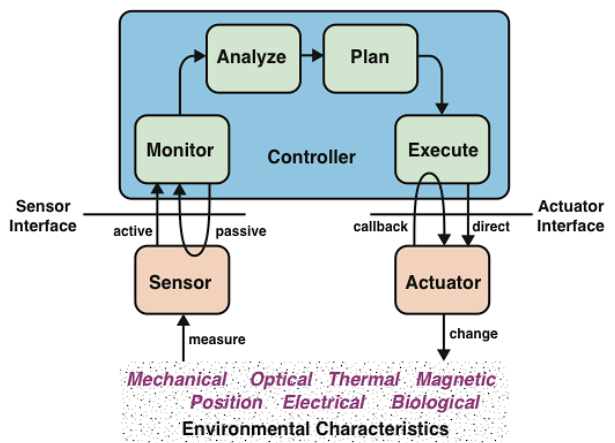 Analyze
Plan
Monitor
Controller
Execute
Sensor
Interface
active
passive
callback
direct
Actuator
Interface
Sensor
Actuator
measure
change
Mechanical Optical Thermal Magnetic
Position Electrical Biological
Environmental Characteristics